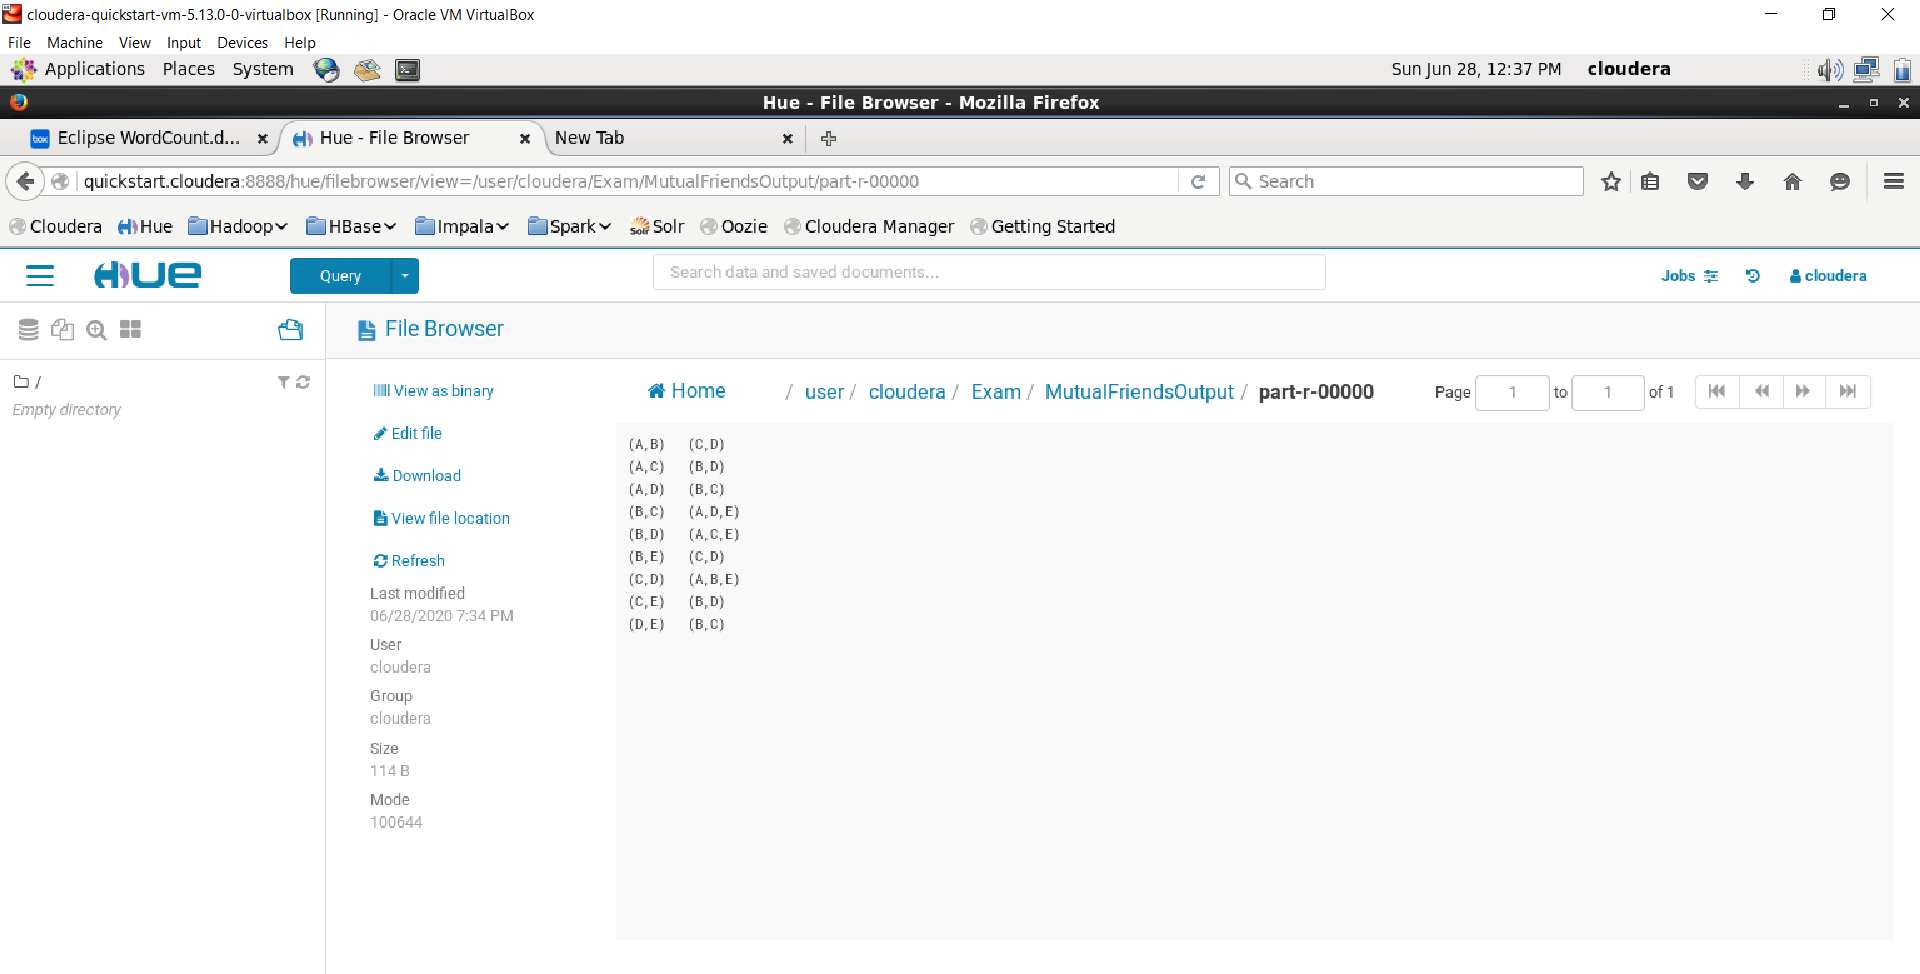 cloudera-quickstart-vm-5.13.0-0-virtualbox [Running] - Oracle VM VirtualBox
File Machine View Input Devices Help
Applications Places System Sun Jun 28, 12:37 PM cloudera
Hue - File Browser - Mozilla Firefox
box Eclipse WordCount.d... Hue - File Browser New Tab
quickstart.cloudera:8888/hue/filebrowser/view=/user/cloudera/Exam/MutualFriendsOutput/part-r-00000 Search
Cloudera Hue Hadoop HBase Impala Spark Solr Solr Oozie Cloudera Manager Getting Started
HUE Query Search data and saved documents... Jobs cloudera
File Browser
/
Empty directory
View as binary
Edit file
Download
View file location
Refresh
Last modified
06/28/2020 7:34 PM
User
cloudera
Group
cloudera
Size
114 B
Mode
100644
Home / user / cloudera / Exam / MutualFriendsOutput / part-r-00000 Page 1 to 1 of 1
(A,B) (C,D)
(A,C) (B,D)
(A,D) (B,C)
(B,C) (A,D,E)
(B,D) (A,C,E)
(B,E) (C,D)
(C,D) (A,B,E)
(C,E) (B,D)
(D,E) (B,C)